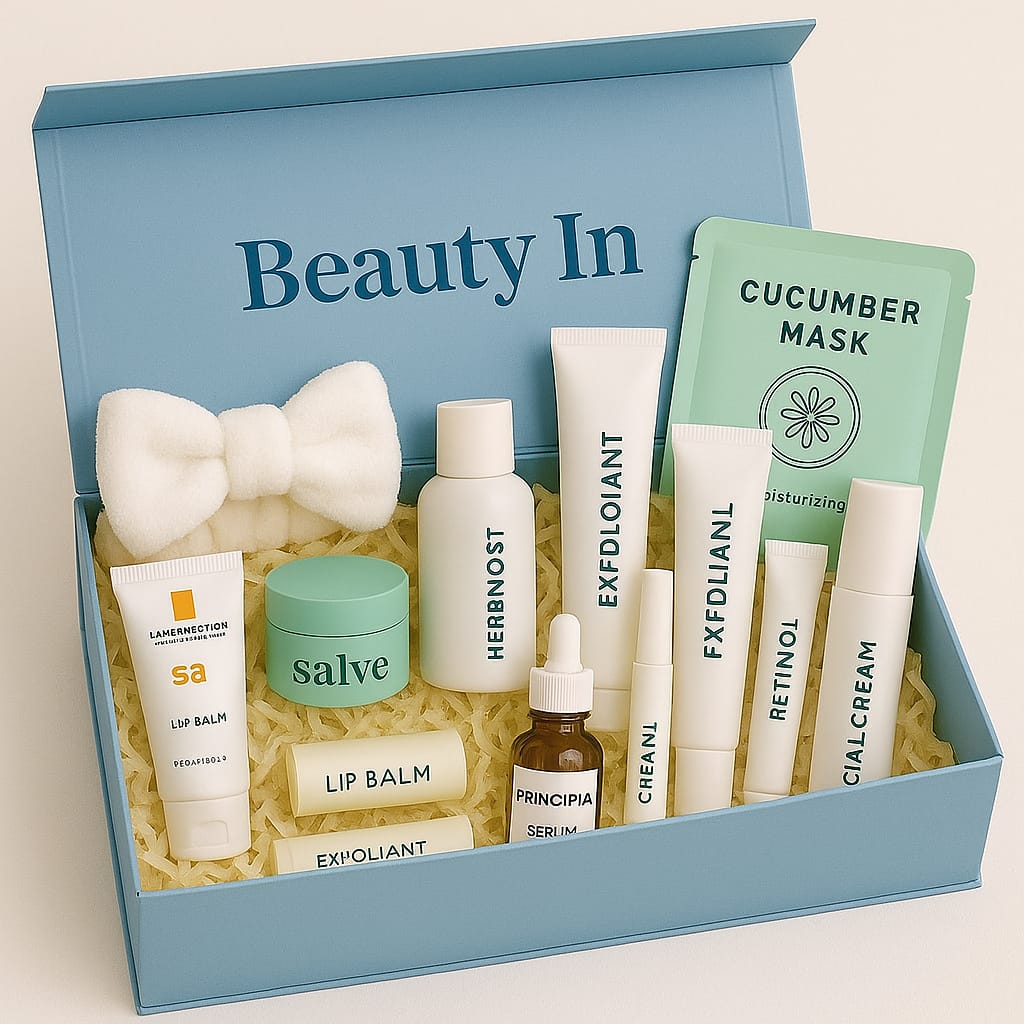 Beauty In
CUCUMBER
MASK
oisturizing
EXFDLOIANT
HERBNOST
FXFDLIANT
LAMERNECTION
sa
LIP BALM
salve
RETINOT
CIALCREAM
LIP BALM
CREANT
PRINCIPIA
SERUM
EXFOLIANT